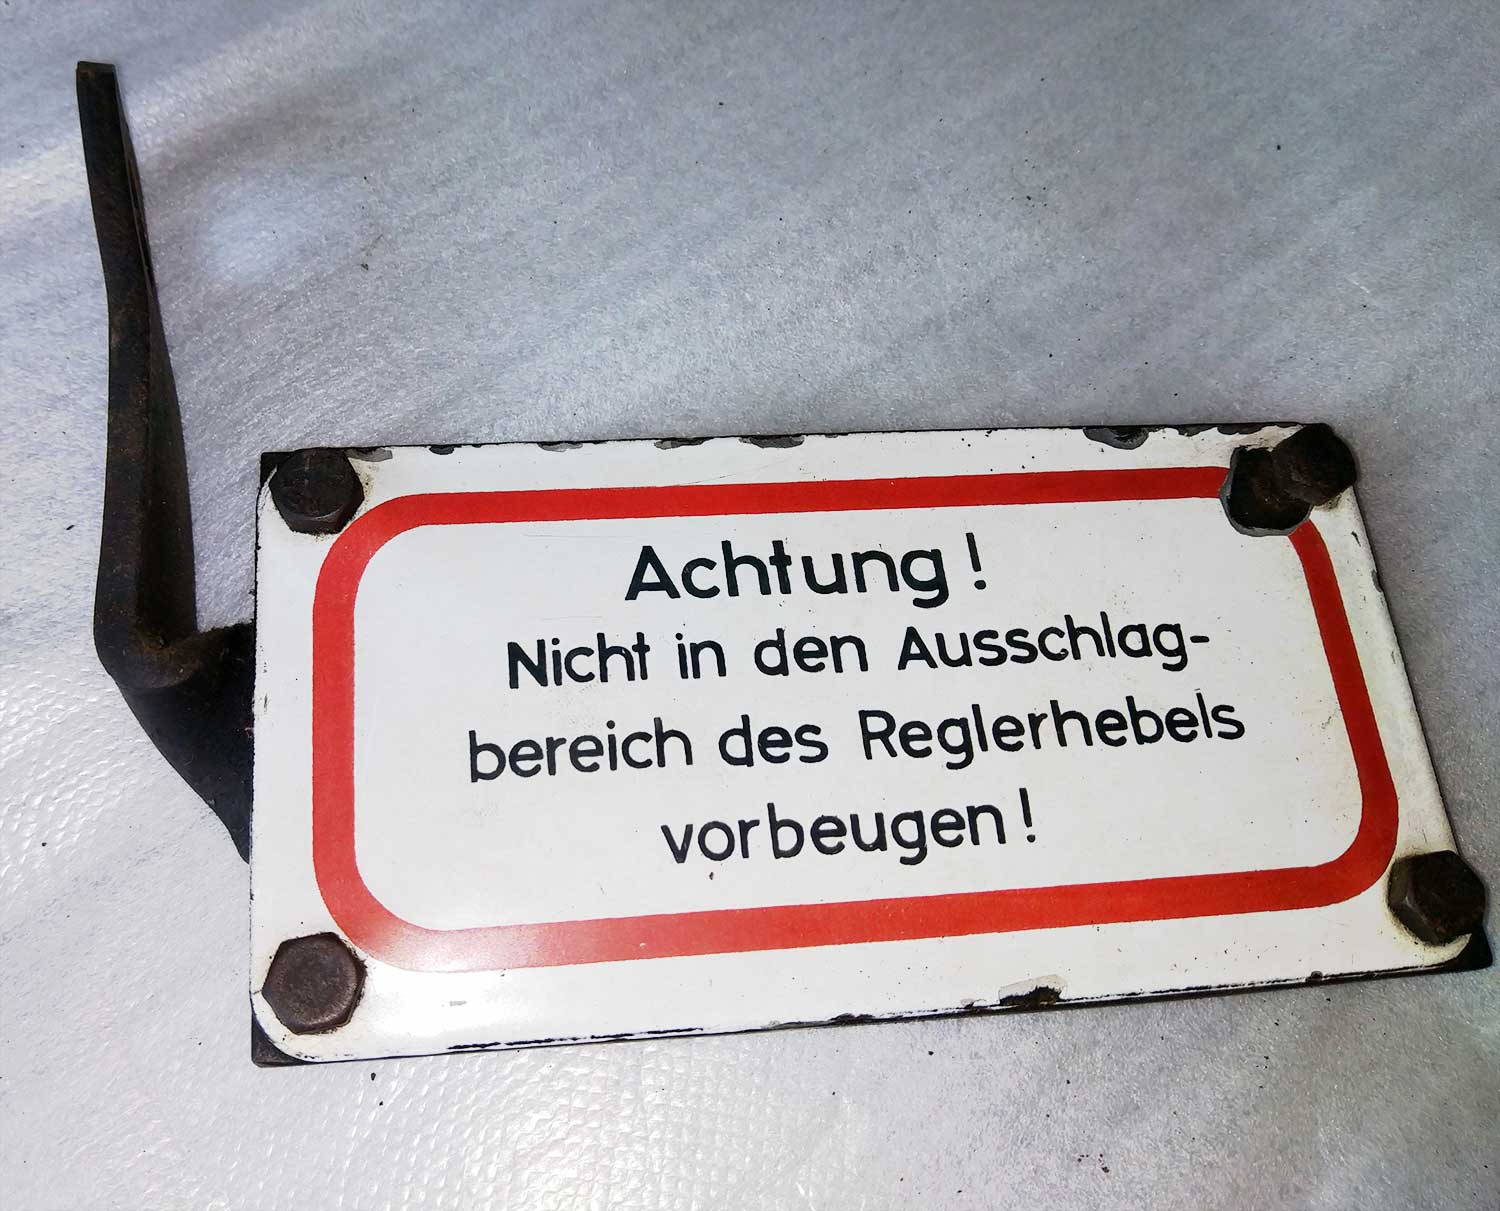 Achtung!
Nicht in den Ausschlag-
bereich des Reglerhebels
vorbeugen!